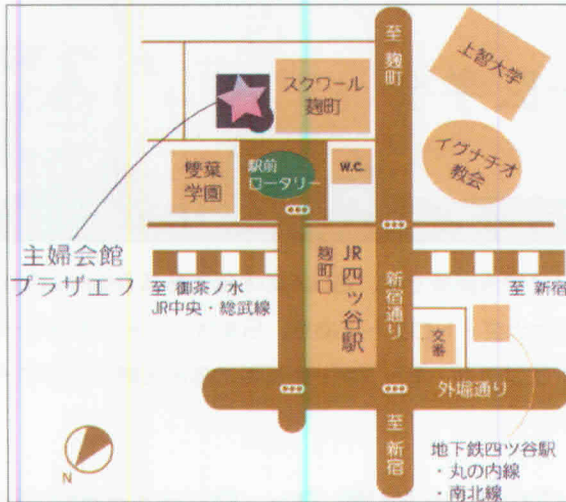 至 麹町
上智大学
スクワール
麹町
イグナチオ
教会
雙葉
学園
駅前
ロータリー
W.C.
主婦会館
プラザエフ
至 御茶ノ水
JR中央・総武線
麹町口
JR四ッ谷駅
新宿通り
至 新宿
交番
外堀通り
至 新宿
地下鉄四ツ谷駅
・丸の内線
・南北線
N